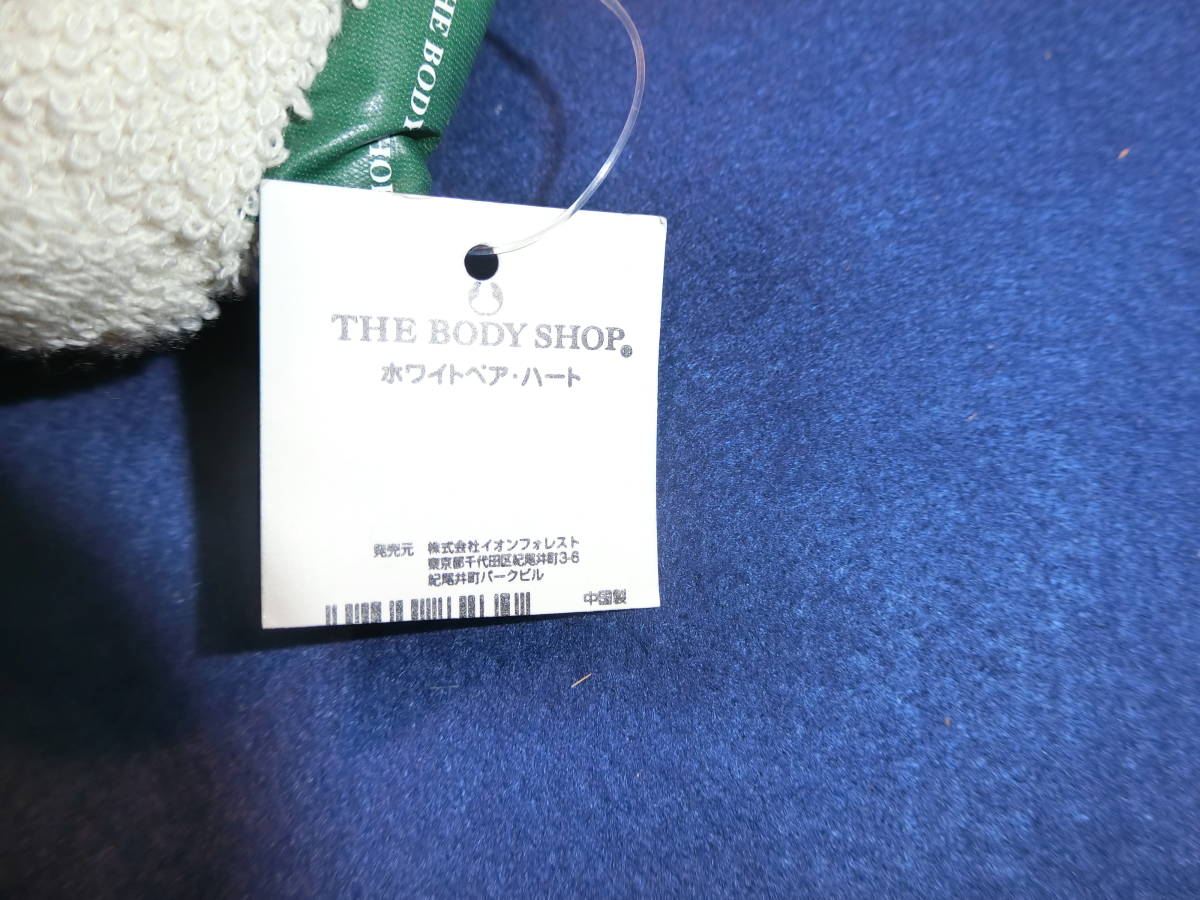 THE BODY
HOP
THE BODY SHOP®
ホワイトベア・ハート
発売元 株式会社イオンフォレスト
東京都千代田区紀尾井町3-6
紀尾井町パークビル
中国製